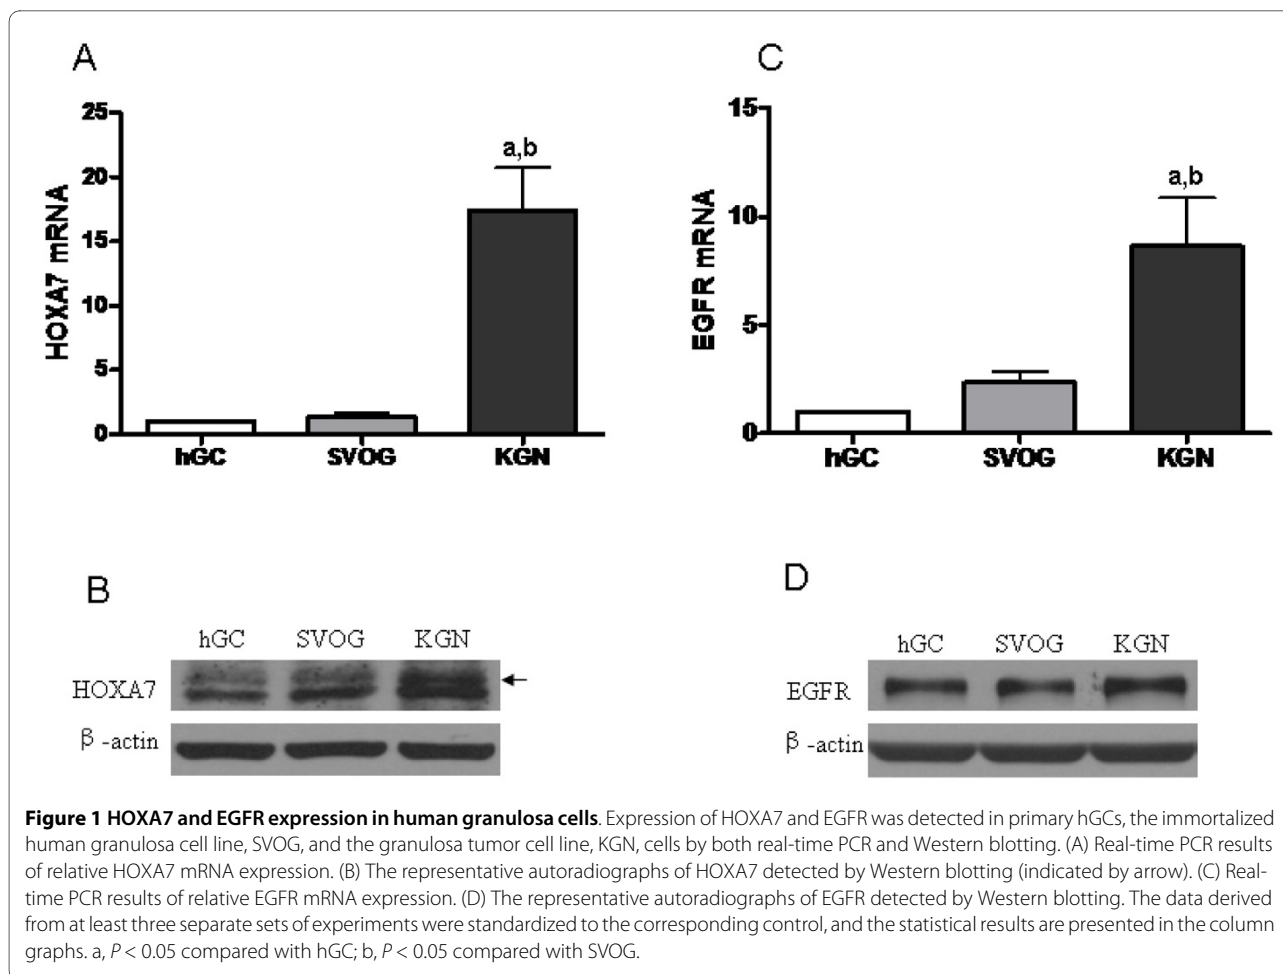 A
HOXA7 mRNA
25
20
15
10
5
0
a,b
hGC SVOG KGN
C
EGFR mRNA
15
10
5
0
a,b
hGC SVOG KGN
B
hGC SVOG KGN
HOXA7
β-actin
D
hGC SVOG KGN
EGFR
β-actin
Figure 1 HOXA7 and EGFR expression in human granulosa cells. Expression of HOXA7 and EGFR was detected in primary hGCs, the immortalized
human granulosa cell line, SVOG, and the granulosa tumor cell line, KGN, cells by both real-time PCR and Western blotting. (A) Real-time PCR results
of relative HOXA7 mRNA expression. (B) The representative autoradiographs of HOXA7 detected by Western blotting (indicated by arrow). (C) Real-
time PCR results of relative EGFR mRNA expression. (D) The representative autoradiographs of EGFR detected by Western blotting. The data derived
from at least three separate sets of experiments were standardized to the corresponding control, and the statistical results are presented in the column
graphs. a, P < 0.05 compared with hGC; b, P < 0.05 compared with SVOG.